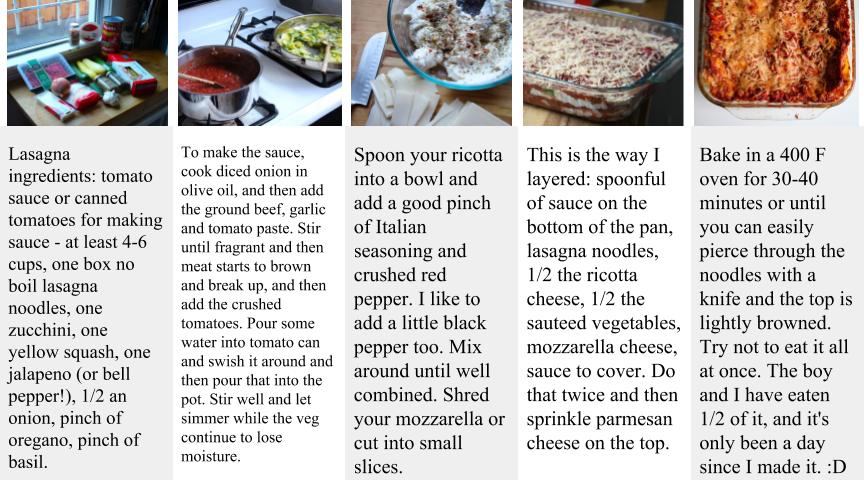 Lasagna
ingredients: tomato
sauce or canned
tomatoes for making
sauce - at least 4-6
cups, one box no
boil lasagna
noodles, one
zucchini, one
yellow squash, one
jalapeno (or bell
pepper!), 1/2 an
onion, pinch of
oregano, pinch of
basil.
To make the sauce,
cook diced onion in
olive oil, and then add
the ground beef, garlic
and tomato paste. Stir
until fragrant and then
meat starts to brown
and break up, and then
add the crushed
tomatoes. Pour some
water into tomato can
and swish it around and
then pour that into the
pot. Stir well and let
simmer while the veg
continue to lose
moisture.
Spoon your ricotta
into a bowl and
add a good pinch
of Italian
seasoning and
crushed red
pepper. I like to
add a little black
pepper too. Mix
around until well
combined. Shred
your mozzarella or
cut into small
slices.
This is the way I
layered: spoonful
of sauce on the
bottom of the pan,
lasagna noodles,
1/2 the ricotta
cheese, 1/2 the
sauteed vegetables,
mozzarella cheese,
sauce to cover. Do
that twice and then
sprinkle parmesan
cheese on the top.
Bake in a 400 F
oven for 30-40
minutes or until
you can easily
pierce through the
noodles with a
knife and the top is
lightly browned.
Try not to eat it all
at once. The boy
and I have eaten
1/2 of it, and it's
only been a day
since I made it. :D